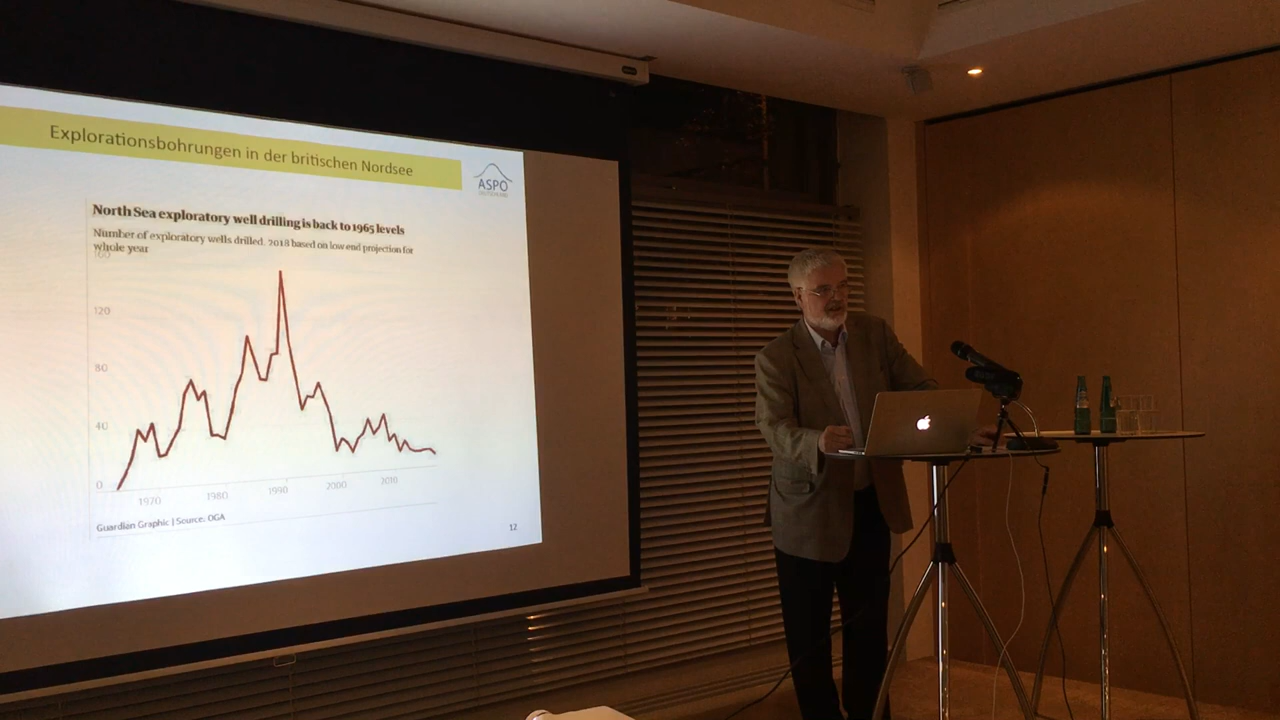 Explorationsbohrungen in der britischen Nordsee
ASPO
North Sea exploratory well drilling is back to 1965 levels
Number of exploratory wells drilled. 2018 based on low end projection for
whole year
160
120
80
40
0
1970
1980
1990
2000
2010
Guardian Graphic | Source: OGA
12